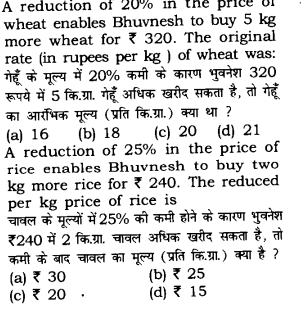 A reduction of 20% in the price of
wheat enables Bhuvnesh to buy 5 kg
more wheat for ₹ 320. The original
rate (in rupees per kg ) of wheat was:
गेहूँ के मूल्य में 20% कमी के कारण भुवनेश 320
रूपये में 5 कि.ग्रा. गेहूँ अधिक खरीद सकता है, तो गेहूँ
का आरंभिक मूल्य (प्रति कि.ग्रा.) क्या था ?
(a) 16 (b) 18 (c) 20 (d) 21
A reduction of 25% in the price of
rice enables Bhuvnesh to buy two
kg more rice for ₹ 240. The reduced
per kg price of rice is
चावल के मूल्यों में 25% की कमी होने के कारण भुवनेश
₹240 में 2 कि.ग्रा. चावल अधिक खरीद सकता है, तो
कमी के बाद चावल का मूल्य (प्रति कि.ग्रा.) क्या है ?
(a) ₹ 30 (b) ₹ 25
(c) ₹ 20 (d) ₹ 15